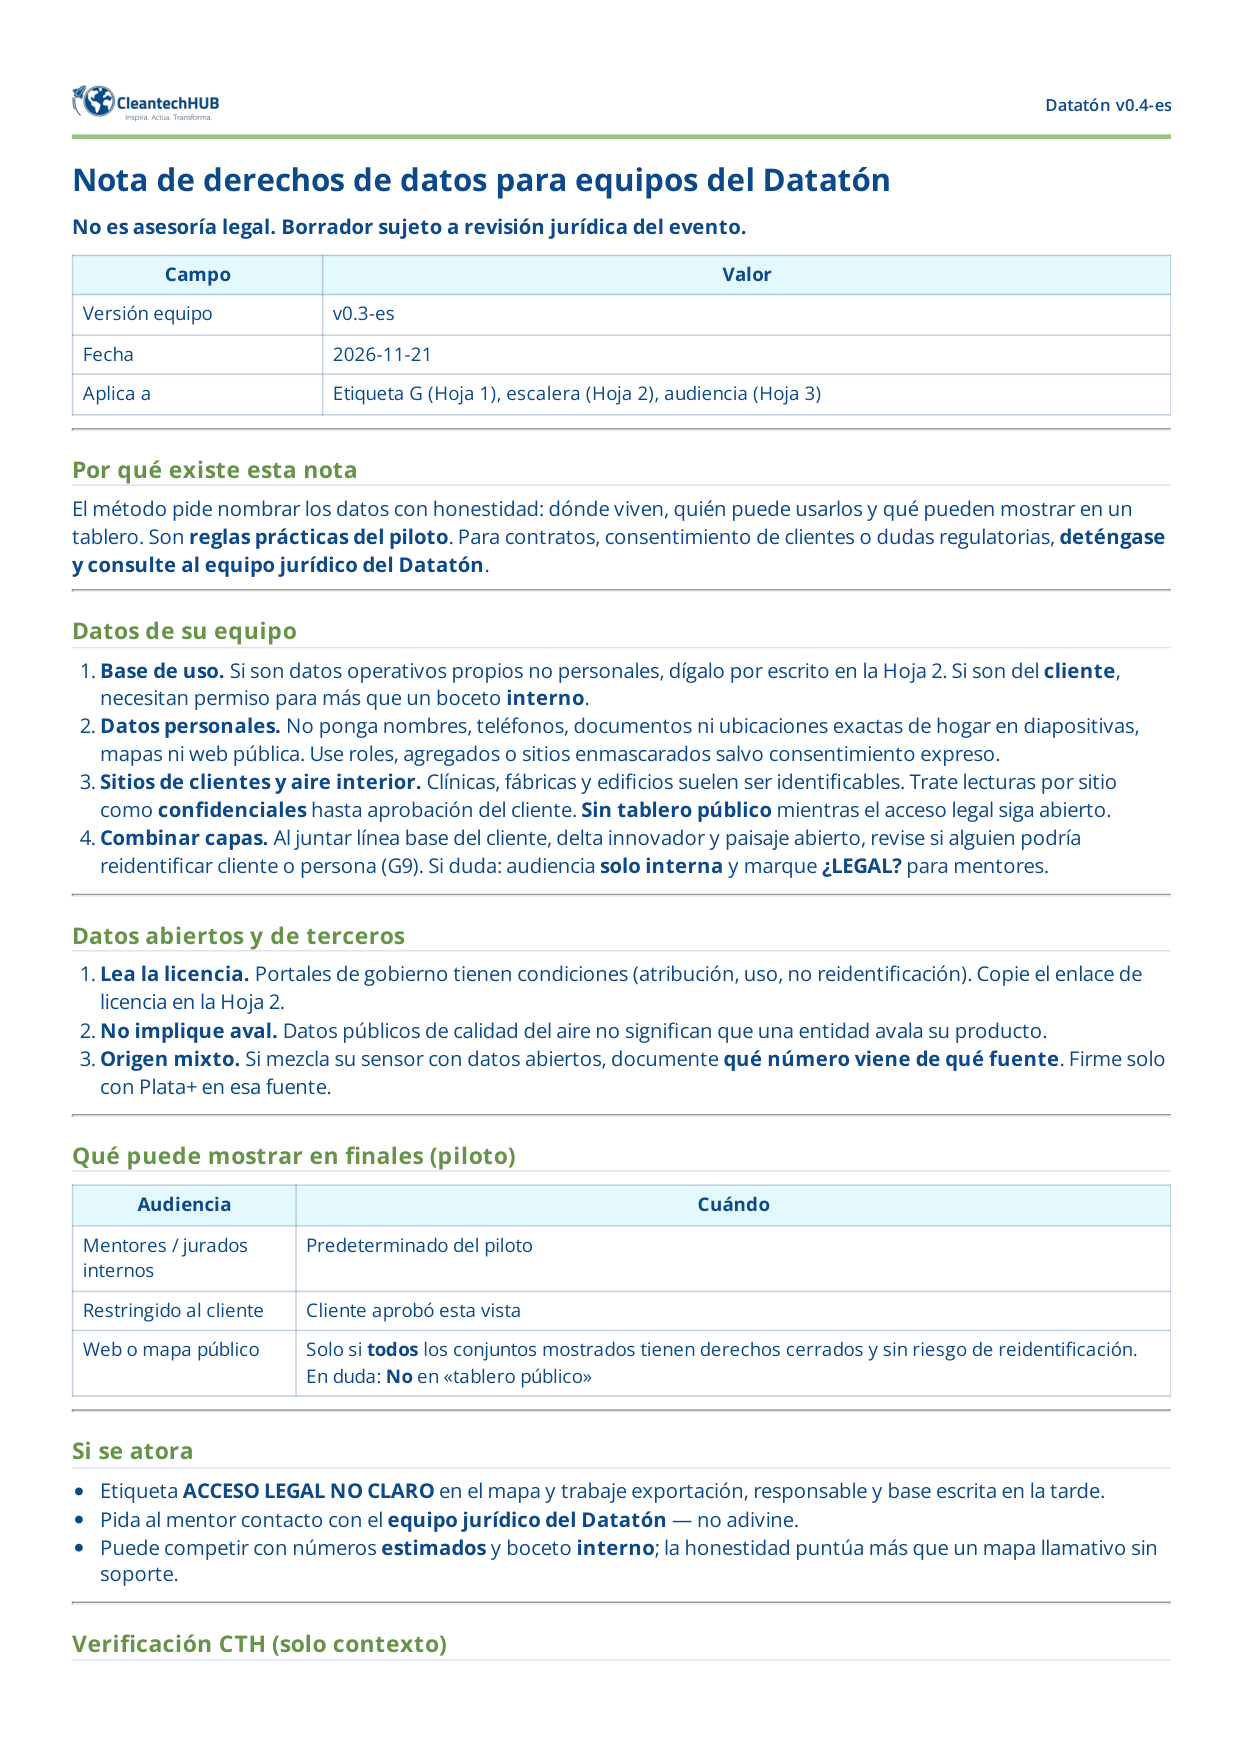 CleantechHUB
Inspira. Actúa. Transforma.
Datatón v0.4-es
Nota de derechos de datos para equipos del Datatón
No es asesoría legal. Borrador sujeto a revisión jurídica del evento.
Campo Valor
Versión equipo v0.3-es
Fecha 2026-11-21
Aplica a Etiqueta G (Hoja 1), escalera (Hoja 2), audiencia (Hoja 3)
Por qué existe esta nota
El método pide nombrar los datos con honestidad: dónde viven, quién puede usarlos y qué pueden mostrar en un
tablero. Son reglas prácticas del piloto. Para contratos, consentimiento de clientes o dudas regulatorias, deténgase
y consulte al equipo jurídico del Datatón.
Datos de su equipo
1. Base de uso. Si son datos operativos propios no personales, dígalo por escrito en la Hoja 2. Si son del cliente,
necesitan permiso para más que un boceto interno.
2. Datos personales. No ponga nombres, teléfonos, documentos ni ubicaciones exactas de hogar en diapositivas,
mapas ni web pública. Use roles, agregados o sitios enmascarados salvo consentimiento expreso.
3. Sitios de clientes y aire interior. Clínicas, fábricas y edificios suelen ser identificables. Trate lecturas por sitio
como confidenciales hasta aprobación del cliente. Sin tablero público mientras el acceso legal siga abierto.
4. Combinar capas. Al juntar línea base del cliente, delta innovador y paisaje abierto, revise si alguien podría
reidentificar cliente o persona (G9). Si duda: audiencia solo interna y marque ¿LEGAL? para mentores.
Datos abiertos y de terceros
1. Lea la licencia. Portales de gobierno tienen condiciones (atribución, uso, no reidentificación). Copie el enlace de
licencia en la Hoja 2.
2. No implique aval. Datos públicos de calidad del aire no significan que una entidad avala su producto.
3. Origen mixto. Si mezcla su sensor con datos abiertos, documente qué número viene de qué fuente. Firme solo
con Plata+ en esa fuente.
Qué puede mostrar en finales (piloto)
Audiencia Cuándo
Mentores / jurados Predeterminado del piloto
internos
Restringido al cliente Cliente aprobó esta vista
Web o mapa público Solo si todos los conjuntos mostrados tienen derechos cerrados y sin riesgo de reidentificación.
En duda: No en «tablero público»
Si se atora
• Etiqueta ACCESO LEGAL NO CLARO en el mapa y trabaje exportación, responsable y base escrita en la tarde.
• Pida al mentor contacto con el equipo jurídico del Datatón — no adivine.
• Puede competir con números estimados y boceto interno; la honestidad puntúa más que un mapa llamativo sin
soporte.
Verificación CTH (solo contexto)